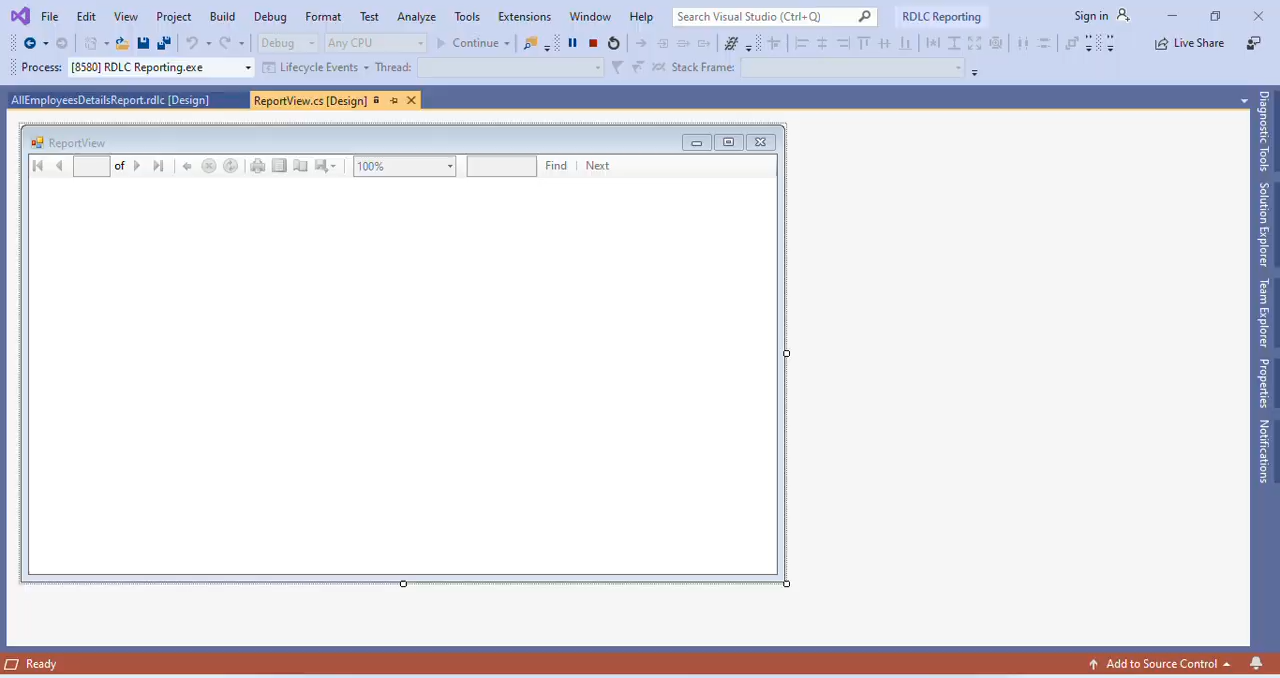 File Edit View Project Build Debug Format Test Analyze Tools Extensions Window Help Search Visual Studio (Ctrl+Q) RDLC Reporting Sign in
Debug Any CPU Continue Live Share
Process: [8580] RDLC Reporting.exe Lifecycle Events Thread: Stack Frame:
AllEmployeesDetailsReport.rdlc [Design] ReportView.cs [Design]
ReportView
of 100% Find | Next
Diagnostic Tools
Solution Explorer
Team Explorer
Properties
Notifications
Ready Add to Source Control